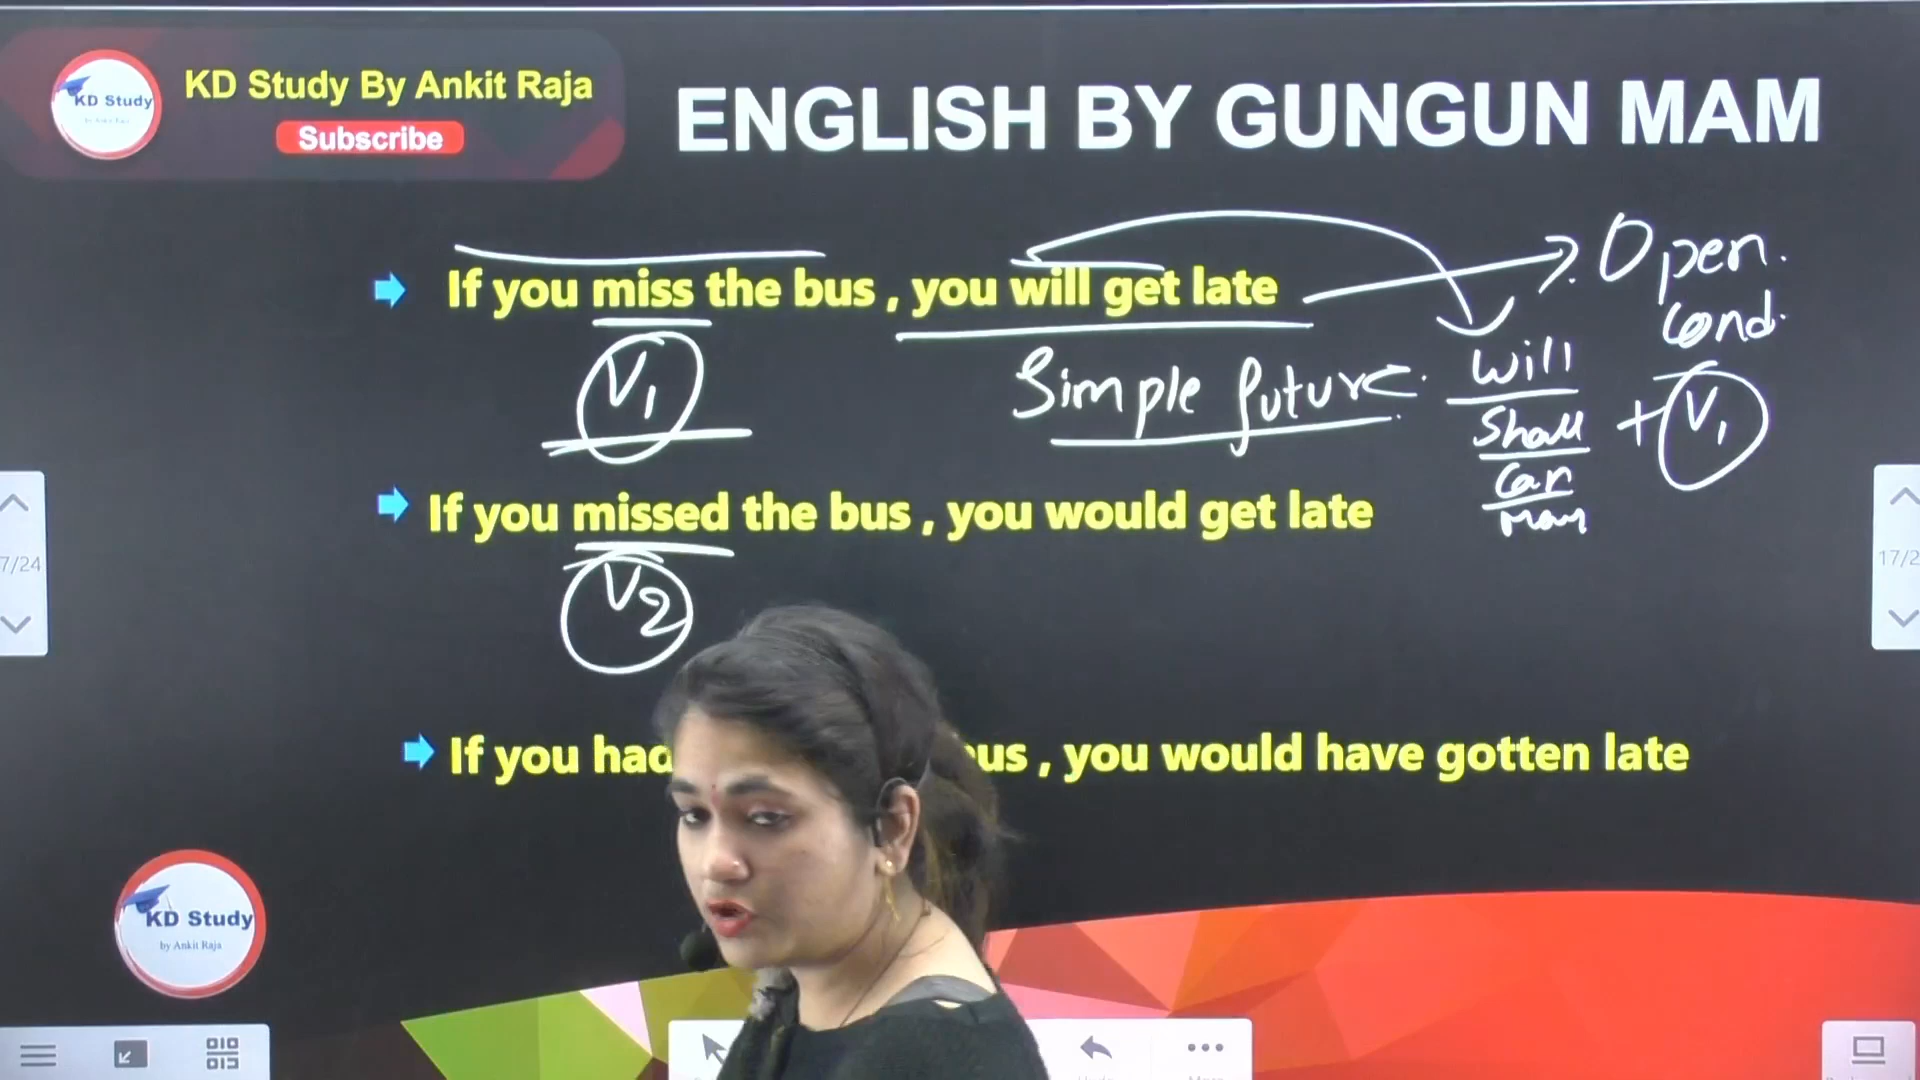 KD Study By Ankit Raja
Subscribe
KD Study
ENGLISH BY GUNGUN MAM
If you miss the bus , you will get late
Open.
Cond.
V1
Simple future.
Will
Shall
Can
May
+ V1
If you missed the bus , you would get late
V2
7/24
17/2
If you had
us , you would have gotten late
KD Study
by Ankit Raja